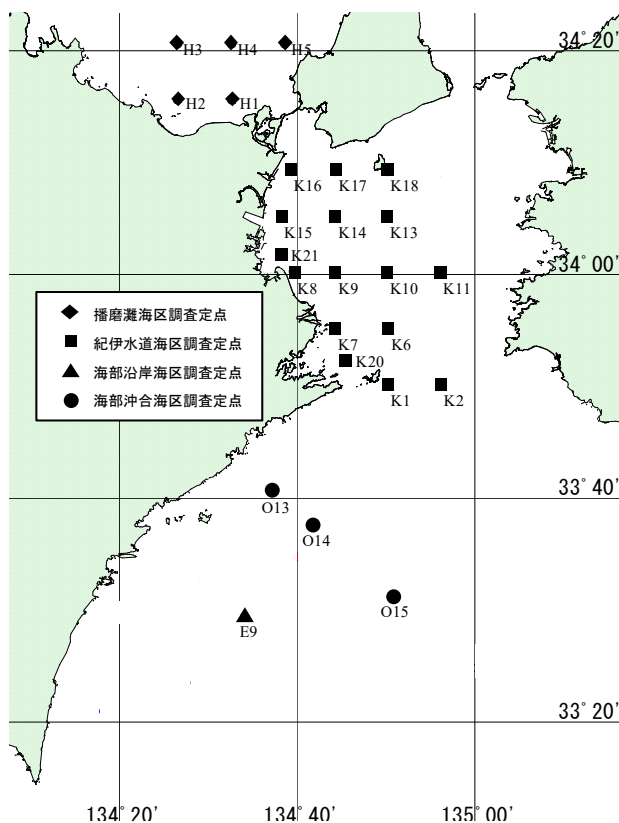 34°20'
H3
H4
H5
H2
H1
K16
K17
K18
K15
K14
K13
K21
34°00'
K8
K9
K10
K11
◆ 播磨灘海区調査定点
■ 紀伊水道海区調査定点
▲ 海部沿岸海区調査定点
● 海部沖合海区調査定点
K7
K6
K20
K1
K2
33°40'
O13
O14
O15
E9
33°20'
134°20'
134°40'
135°00'